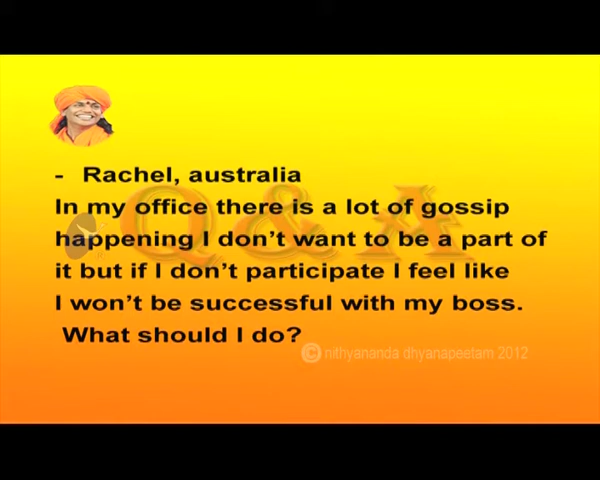 Q & A
- Rachel, australia
In my office there is a lot of gossip
happening I don't want to be a part of
it but if I don't participate I feel like
I won't be successful with my boss.
What should I do?
© nithyananda dhyanapeetam 2012